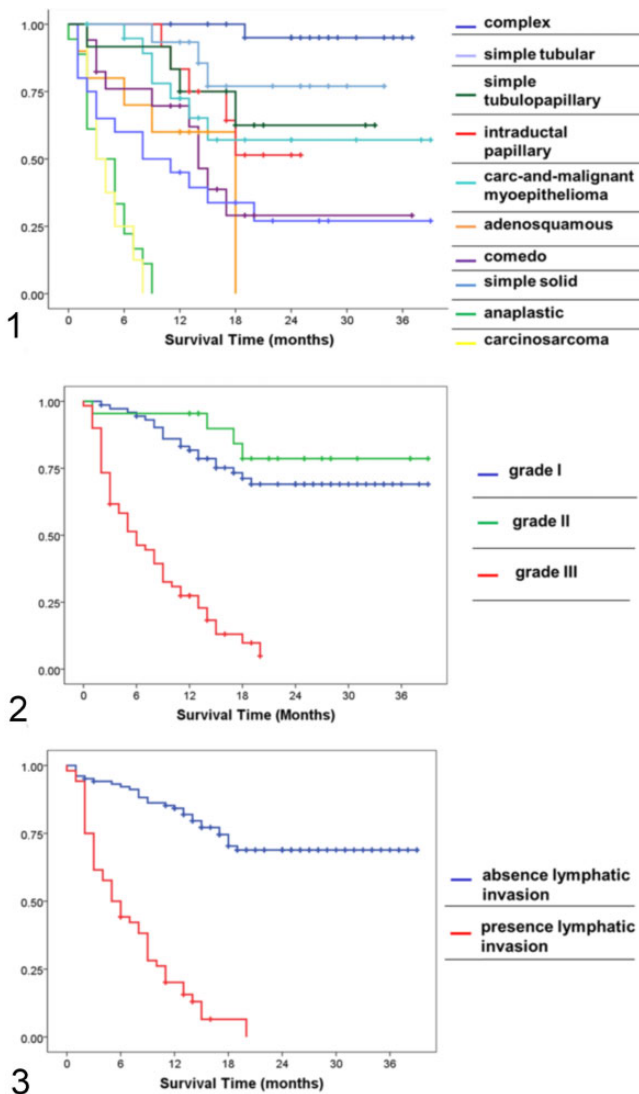 1.00
0.75
0.50
0.25
0.00
0 6 12 18 24 30 36
Survival Time (months)
1
complex
simple tubular
simple
tubulopapillary
intraductal
papillary
carc-and-malignant
myoepithelioma
adenosquamous
comedo
simple solid
anaplastic
carcinosarcoma
1.00
0.75
0.50
0.25
0.00
0 6 12 18 24 30 36
Survival Time (Months)
2
grade I
grade II
grade III
1.00
0.75
0.50
0.25
0.00
0 6 12 18 24 30 36
Survival Time (months)
3
absence lymphatic
invasion
presence lymphatic
invasion